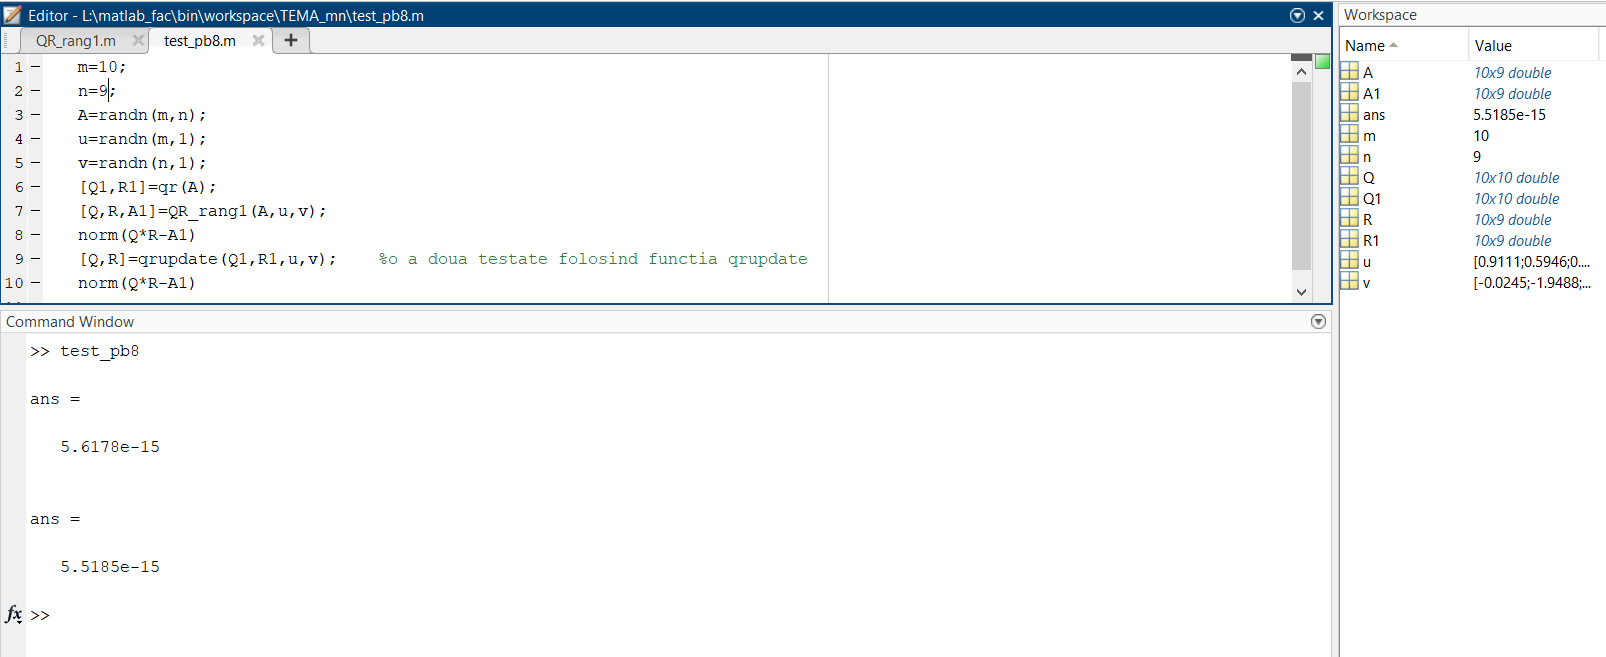 Editor - L:\matlab_fac\bin\workspace\TEMA_mn\test_pb8.m
QR_rang1.m test_pb8.m
1 m=10;
2 n=9;
3 A=randn(m,n);
4 u=randn(m,1);
5 v=randn(n,1);
6 [Q1,R1]=qr(A);
7 [Q,R,A1]=QR_rang1(A,u,v);
8 norm(Q*R-A1)
9 [Q,R]=qrupdate(Q1,R1,u,v); %o a doua testate folosind functia qrupdate
10 norm(Q*R-A1)
Command Window
>> test_pb8
ans =
5.6178e-15
ans =
5.5185e-15
fx >>
Workspace
Name Value
A 10x9 double
A1 10x9 double
ans 5.5185e-15
m 10
n 9
Q 10x10 double
Q1 10x10 double
R 10x9 double
R1 10x9 double
u [0.9111;0.5946;0....
v [-0.0245;-1.9488;...